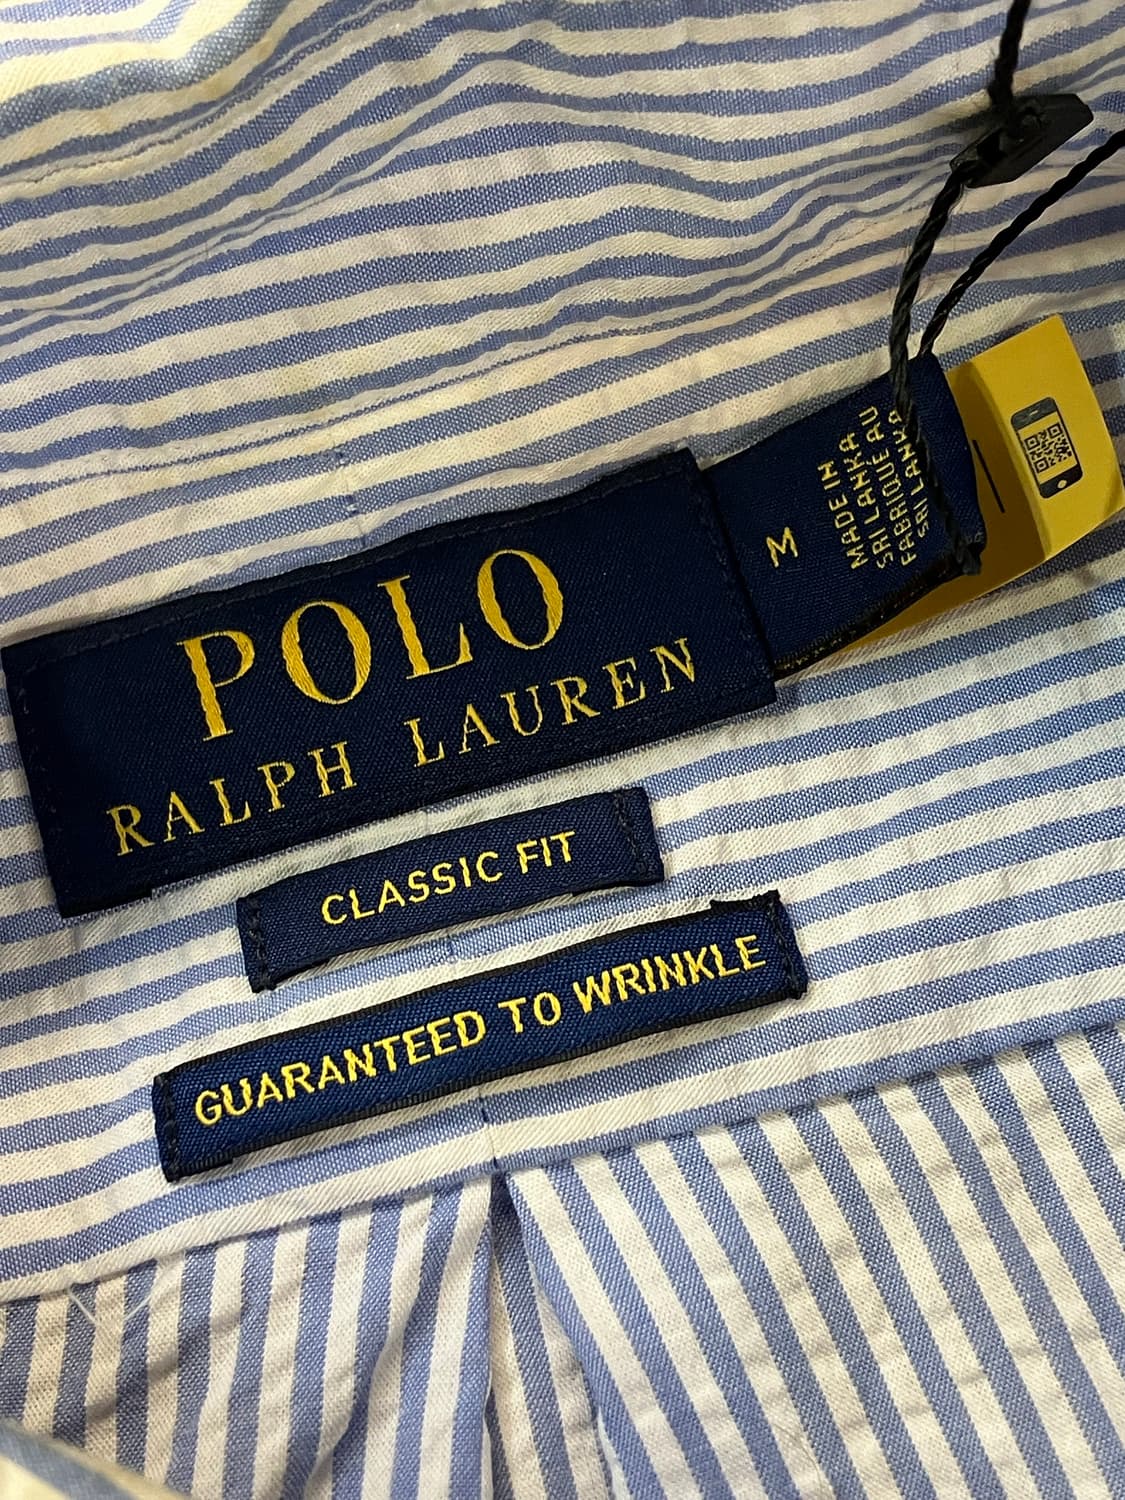 POLO
RALPH LAUREN
M
MADE IN
SRI LANKA
FABRIQUE AU
SRI LANKA
CLASSIC FIT
GUARANTEED TO WRINKLE